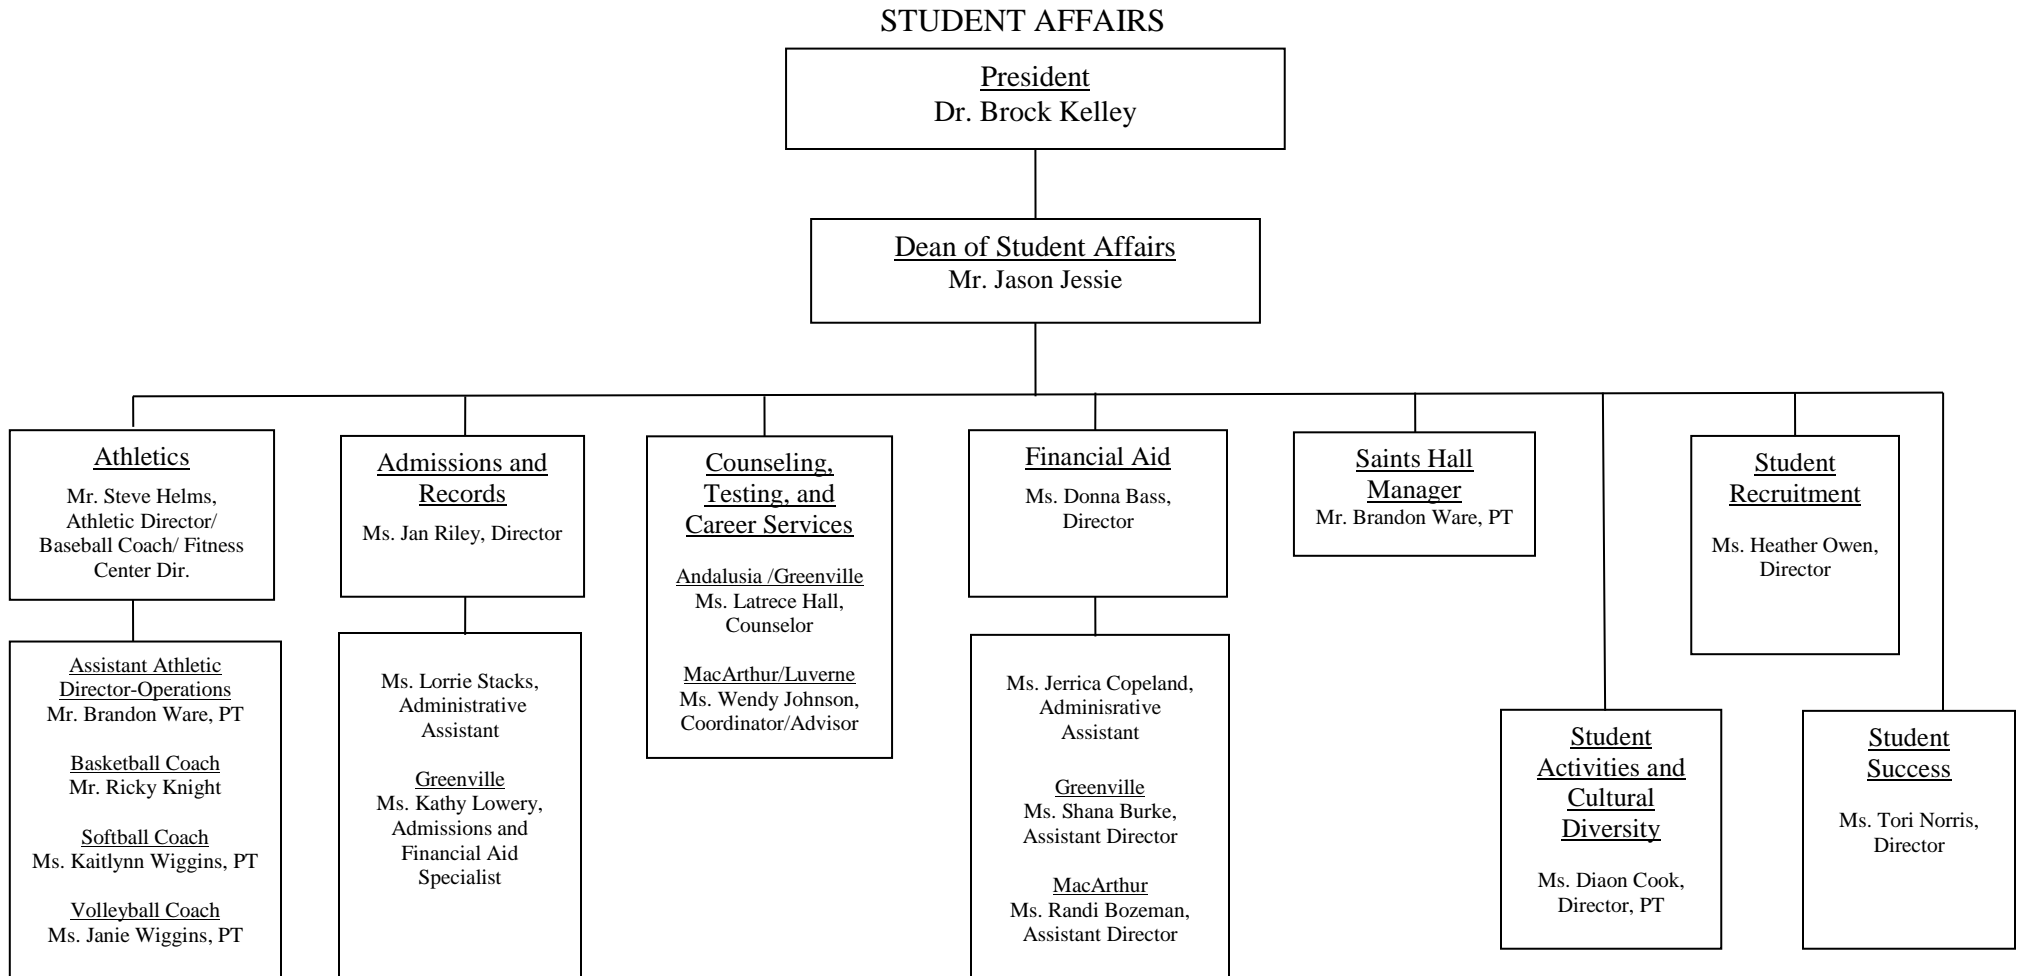 STUDENT AFFAIRS
President
Dr. Brock Kelley
Dean of Student Affairs
Mr. Jason Jessie
Athletics
Mr. Steve Helms,
Athletic Director/
Baseball Coach/ Fitness
Center Dir.
Assistant Athletic
Director-Operations
Mr. Brandon Ware, PT
Basketball Coach
Mr. Ricky Knight
Softball Coach
Ms. Kaitlynn Wiggins, PT
Volleyball Coach
Ms. Janie Wiggins, PT
Admissions and
Records
Ms. Jan Riley, Director
Ms. Lorrie Stacks,
Administrative
Assistant
Greenville
Ms. Kathy Lowery,
Admissions and
Financial Aid
Specialist
Counseling,
Testing, and
Career Services
Andalusia /Greenville
Ms. Latrece Hall,
Counselor
MacArthur/Luverne
Ms. Wendy Johnson,
Coordinator/Advisor
Financial Aid
Ms. Donna Bass,
Director
Ms. Jerrica Copeland,
Adminisrative
Assistant
Greenville
Ms. Shana Burke,
Assistant Director
MacArthur
Ms. Randi Bozeman,
Assistant Director
Saints Hall
Manager
Mr. Brandon Ware, PT
Student
Activities and
Cultural
Diversity
Ms. Diaon Cook,
Director, PT
Student
Recruitment
Ms. Heather Owen,
Director
Student
Success
Ms. Tori Norris,
Director